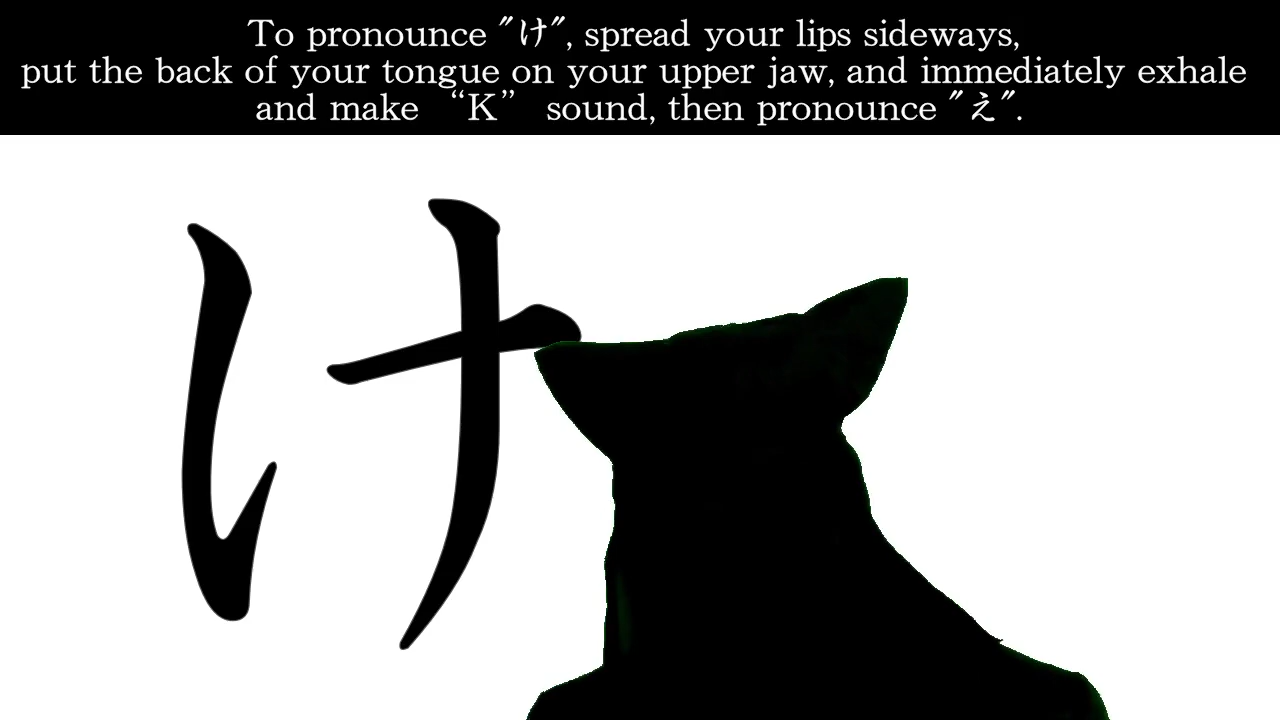 To pronounce "け", spread your lips sideways,
put the back of your tongue on your upper jaw, and immediately exhale
and make “K” sound, then pronounce "え".
け